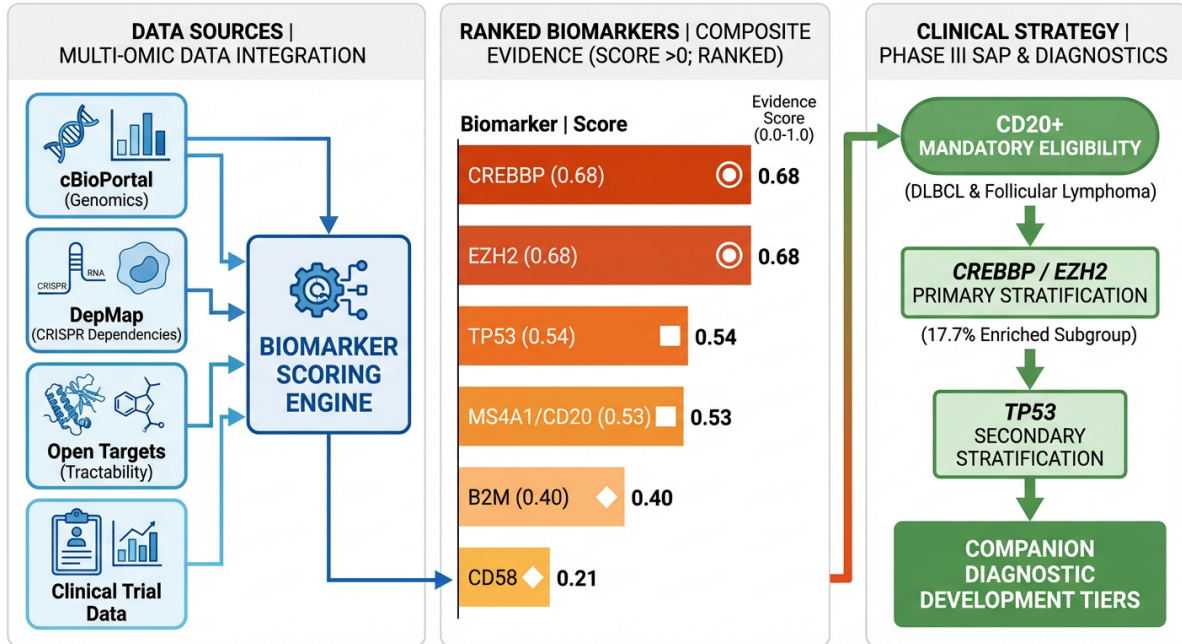 DATA SOURCES |
MULTI-OMIC DATA INTEGRATION
cBioPortal
(Genomics)
CRISPR
RNA
DepMap
(CRISPR Dependencies)
Open Targets
(Tractability)
Clinical Trial
Data
BIOMARKER
SCORING
ENGINE
RANKED BIOMARKERS | COMPOSITE
EVIDENCE (SCORE >0; RANKED)
Biomarker | Score
Evidence
Score
(0.0-1.0)
CREBBP (0.68) 0.68
EZH2 (0.68) 0.68
TP53 (0.54) 0.54
MS4A1/CD20 (0.53) 0.53
B2M (0.40) 0.40
CD58 0.21
CLINICAL STRATEGY |
PHASE III SAP & DIAGNOSTICS
CD20+
MANDATORY ELIGIBILITY
(DLBCL & Follicular Lymphoma)
CREBBP / EZH2
PRIMARY STRATIFICATION
(17.7% Enriched Subgroup)
TP53
SECONDARY
STRATIFICATION
COMPANION
DIAGNOSTIC
DEVELOPMENT TIERS